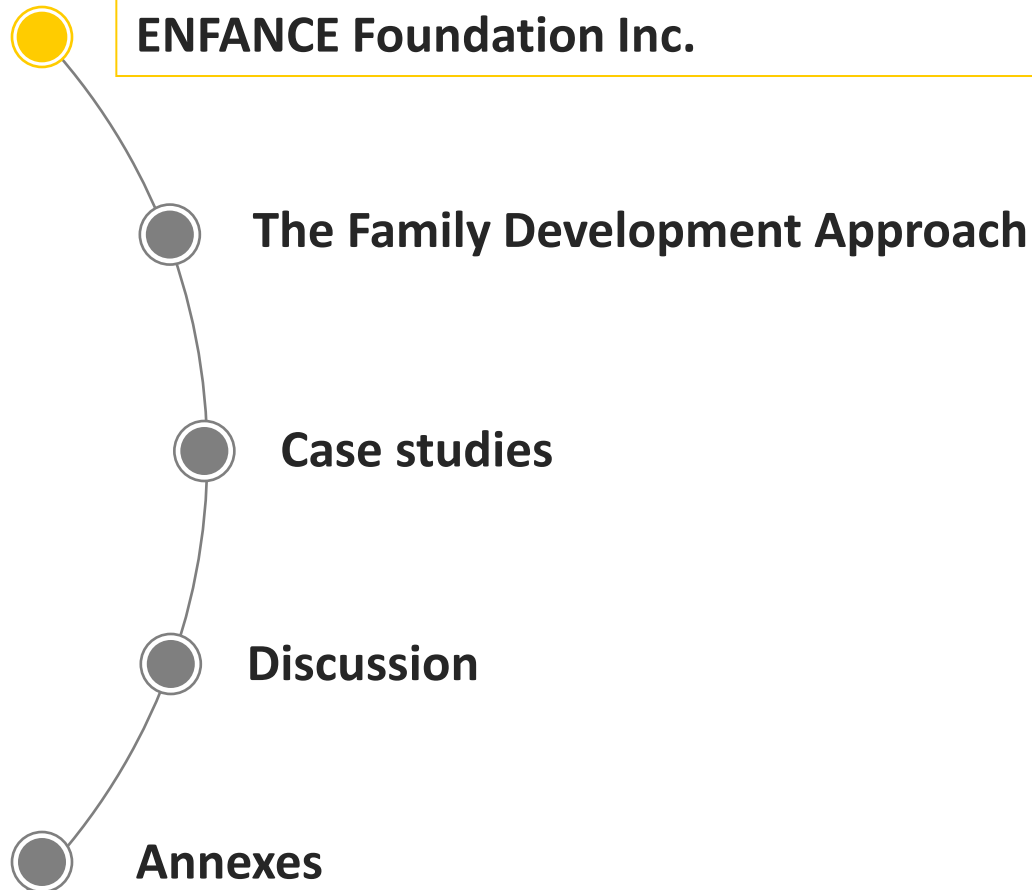 ENFANCE Foundation Inc.
The Family Development Approach
Case studies
Discussion
Annexes